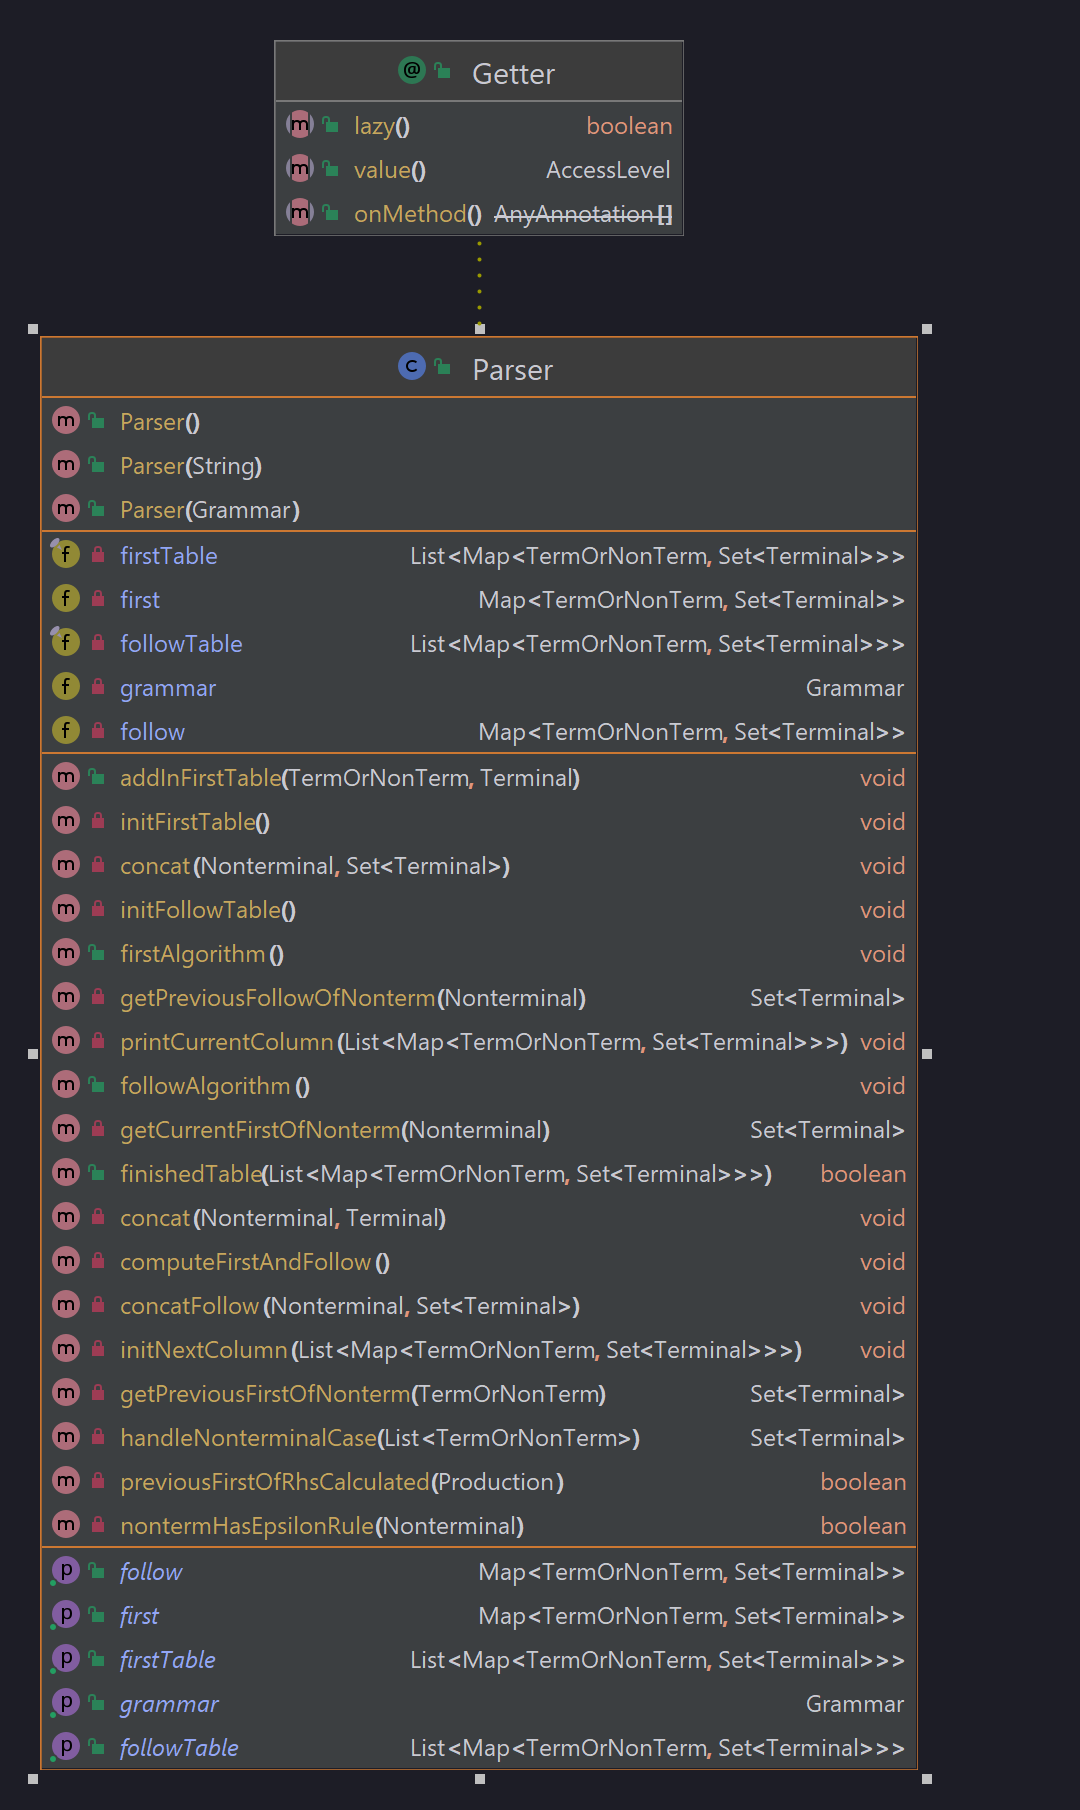 @ Getter
m lazy() boolean
m value() AccessLevel
m onMethod() AnyAnnotation[]
C Parser
m Parser()
m Parser(String)
m Parser(Grammar)
f firstTable List<Map<TermOrNonTerm, Set<Terminal>>>
f first Map<TermOrNonTerm, Set<Terminal>>
f followTable List<Map<TermOrNonTerm, Set<Terminal>>>
f grammar Grammar
f follow Map<TermOrNonTerm, Set<Terminal>>
m addInFirstTable(TermOrNonTerm, Terminal) void
m initFirstTable() void
m concat(Nonterminal, Set<Terminal>) void
m initFollowTable() void
m firstAlgorithm() void
m getPreviousFollowOfNonterm(Nonterminal) Set<Terminal>
m printCurrentColumn(List<Map<TermOrNonTerm, Set<Terminal>>>) void
m followAlgorithm() void
m getCurrentFirstOfNonterm(Nonterminal) Set<Terminal>
m finishedTable(List<Map<TermOrNonTerm, Set<Terminal>>>) boolean
m concat(Nonterminal, Terminal) void
m computeFirstAndFollow() void
m concatFollow(Nonterminal, Set<Terminal>) void
m initNextColumn(List<Map<TermOrNonTerm, Set<Terminal>>>) void
m getPreviousFirstOfNonterm(TermOrNonTerm) Set<Terminal>
m handleNonterminalCase(List<TermOrNonTerm>) Set<Terminal>
m previousFirstOfRhsCalculated(Production) boolean
m nontermHasEpsilonRule(Nonterminal) boolean
p follow Map<TermOrNonTerm, Set<Terminal>>
p first Map<TermOrNonTerm, Set<Terminal>>
p firstTable List<Map<TermOrNonTerm, Set<Terminal>>>
p grammar Grammar
p followTable List<Map<TermOrNonTerm, Set<Terminal>>>